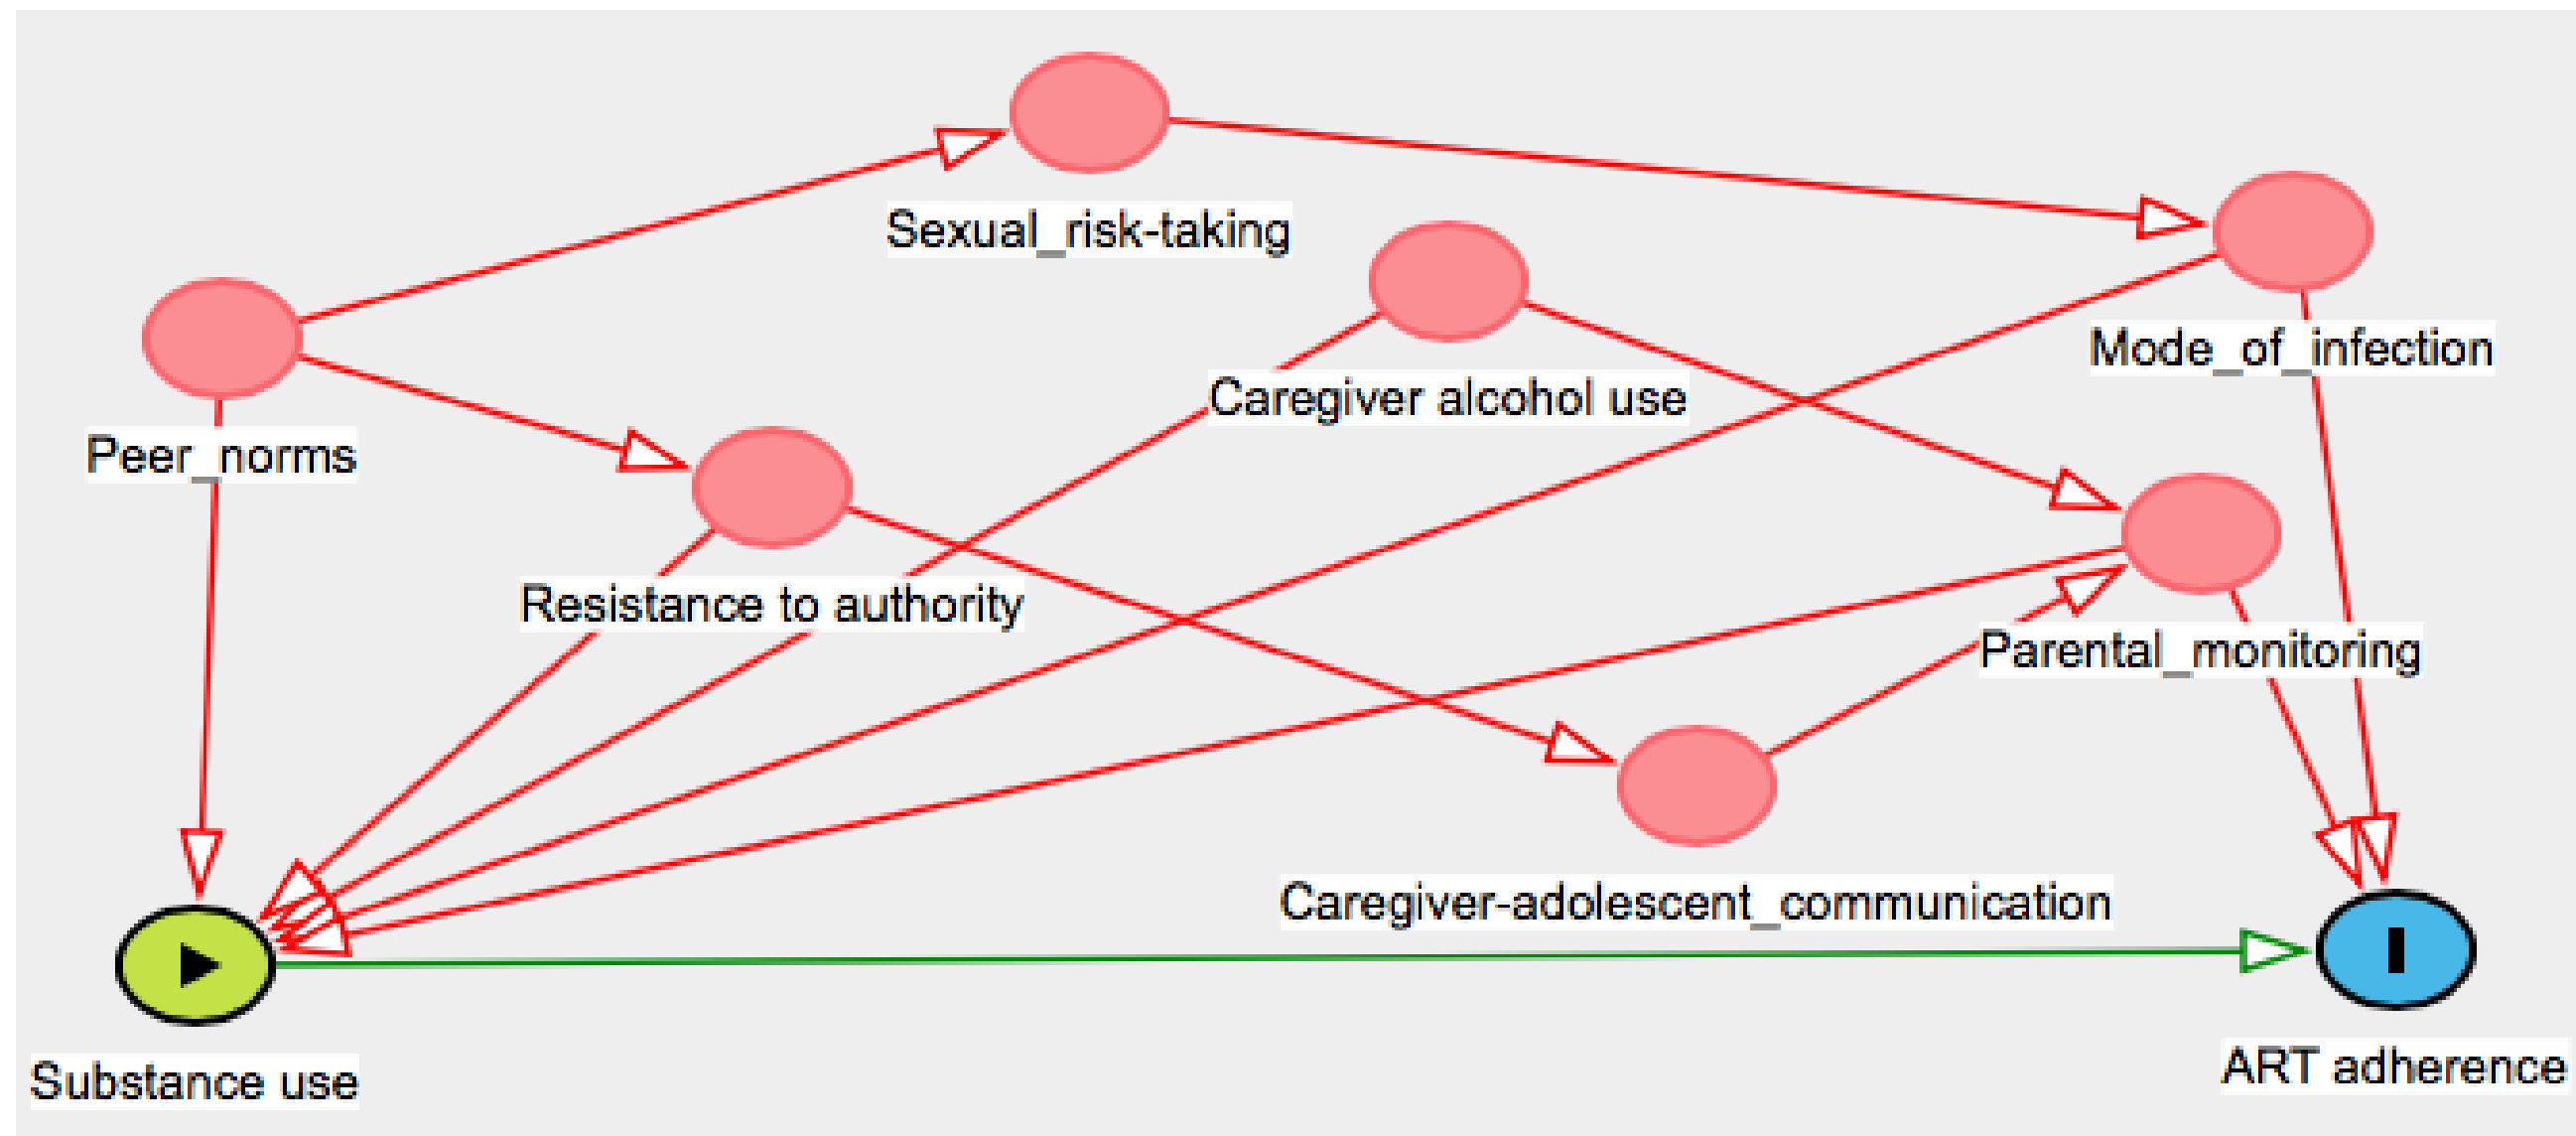 Sexual_risk-taking
Mode_of_infection
Caregiver alcohol use
Peer_norms
Resistance to authority
Parental_monitoring
Caregiver-adolescent_communication
ART adherence
Substance use